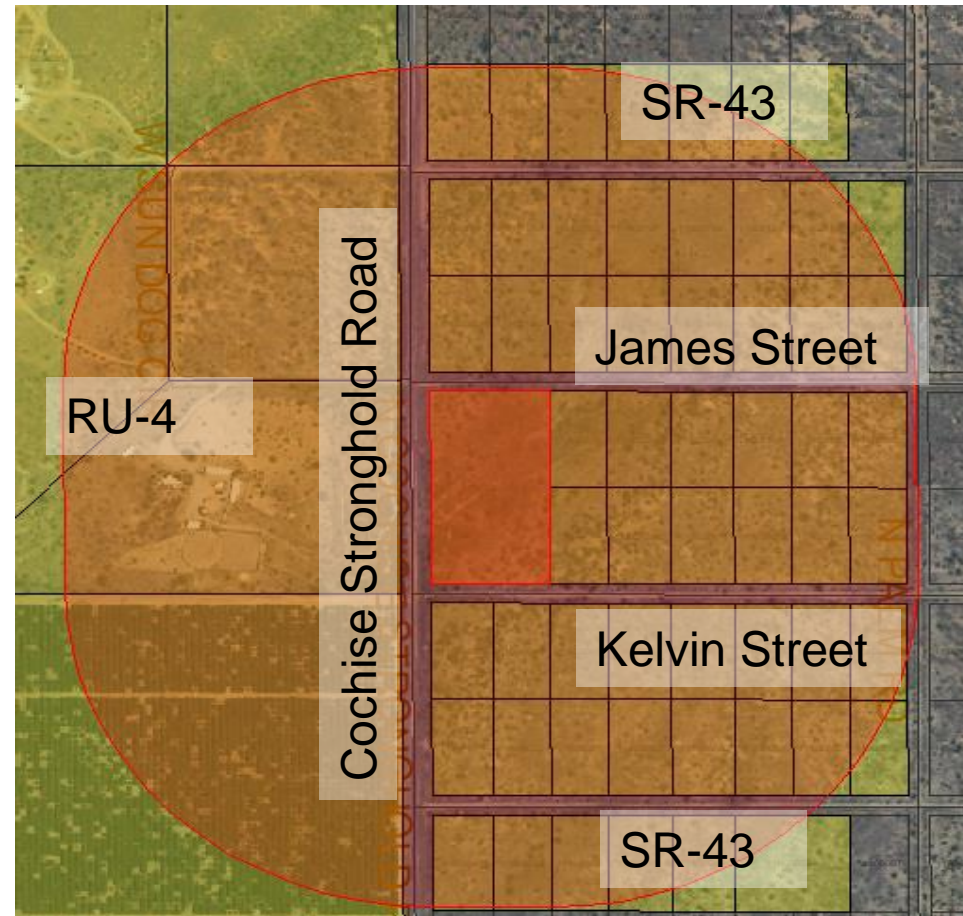 SR-43
Cochise Stronghold Road
James Street
RU-4
Kelvin Street
SR-43